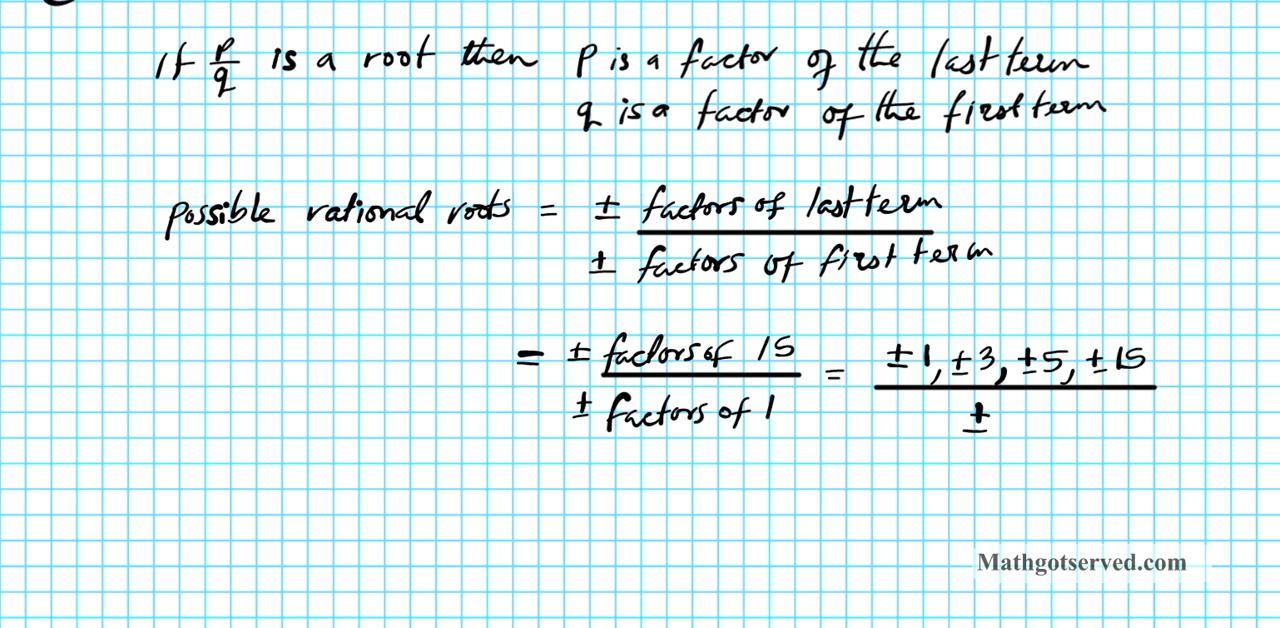 If p/q is a root then p is a factor of the last term
q is a factor of the first term
possible rational roots = ± factors of last term
± factors of first term
= ± factors of 15 = ±1, ±3, ±5, ±15
± factors of 1 ±
Mathgotserved.com